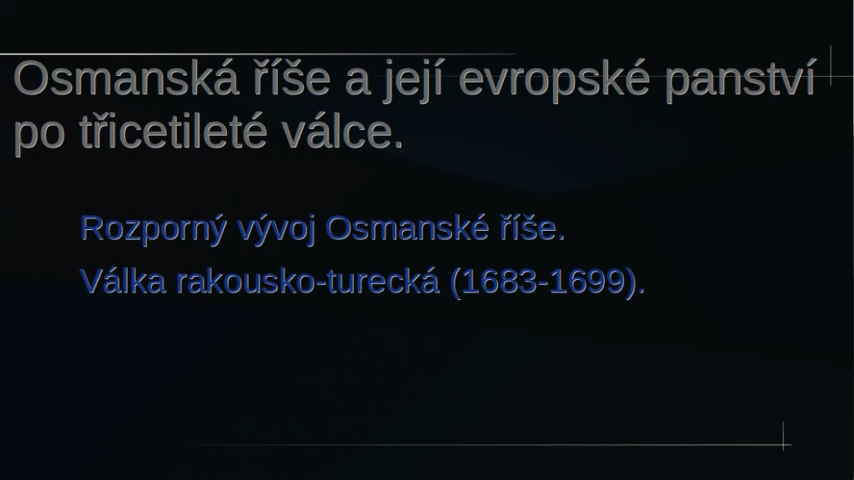 Osmanská říše a její evropské panství
po třicetileté válce.
Rozporný vývoj Osmanské říše.
Válka rakousko-turecká (1683-1699).